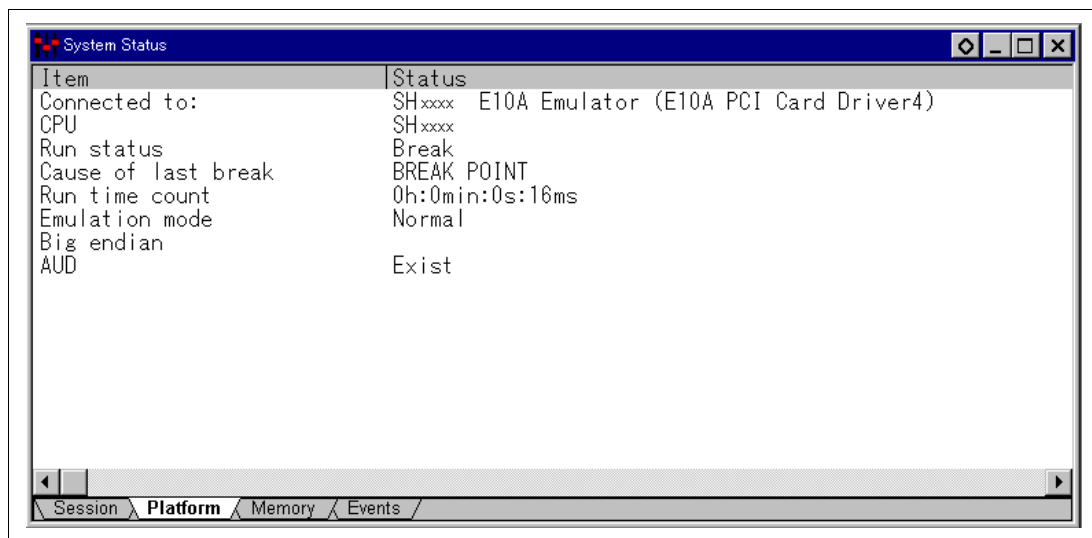 System Status
Item Status
Connected to: SHxxxx E10A Emulator (E10A PCI Card Driver4)
CPU SHxxxx
Run status Break
Cause of last break BREAK POINT
Run time count 0h:0min:0s:16ms
Emulation mode Normal
Big endian
AUD Exist
Session Platform Memory Events